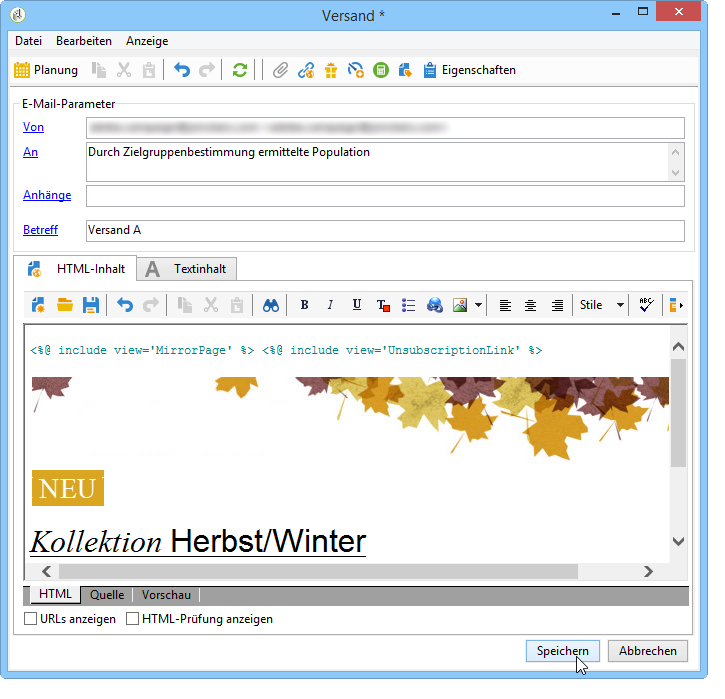 Versand *
Datei Bearbeiten Anzeige
Planung Eigenschaften
E-Mail-Parameter
Von
An Durch Zielgruppenbestimmung ermittelte Population
Anhänge
Betreff Versand A
HTML-Inhalt A Textinhalt
B I U T Stile ABC
<%@ include view='MirrorPage' %> <%@ include view='UnsubscriptionLink' %>
NEU
Kollektion Herbst/Winter
HTML Quelle Vorschau
URLs anzeigen HTML-Prüfung anzeigen
Speichern Abbrechen